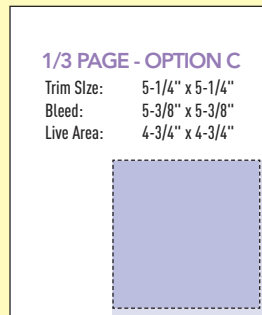 1/3 PAGE - OPTION C
Trim SIze: 5-1/4" x 5-1/4"
Bleed: 5-3/8" x 5-3/8"
Live Area: 4-3/4" x 4-3/4"